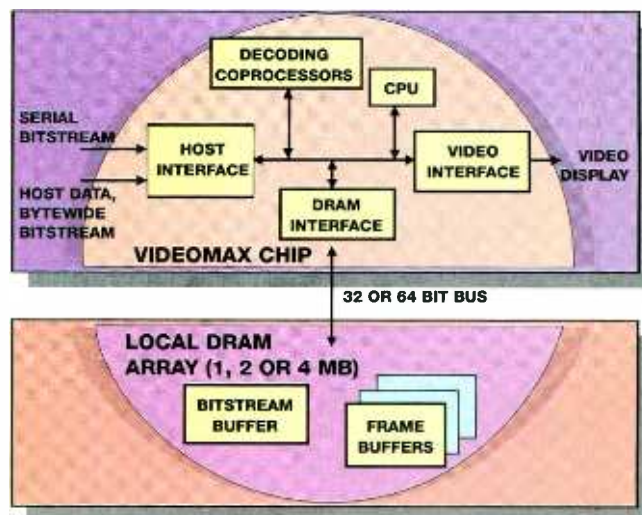 DECODING
COPROCESSORS
CPU
SERIAL
BITSTREAM
HOST
INTERFACE
VIDEO
INTERFACE
VIDEO
DISPLAY
HOST DATA,
BYTEWIDE
BITSTREAM
DRAM
INTERFACE
VIDEOMAX CHIP
32 OR 64 BIT BUS
LOCAL DRAM
ARRAY (1, 2 OR 4 MB)
BITSTREAM
BUFFER
FRAME
BUFFERS